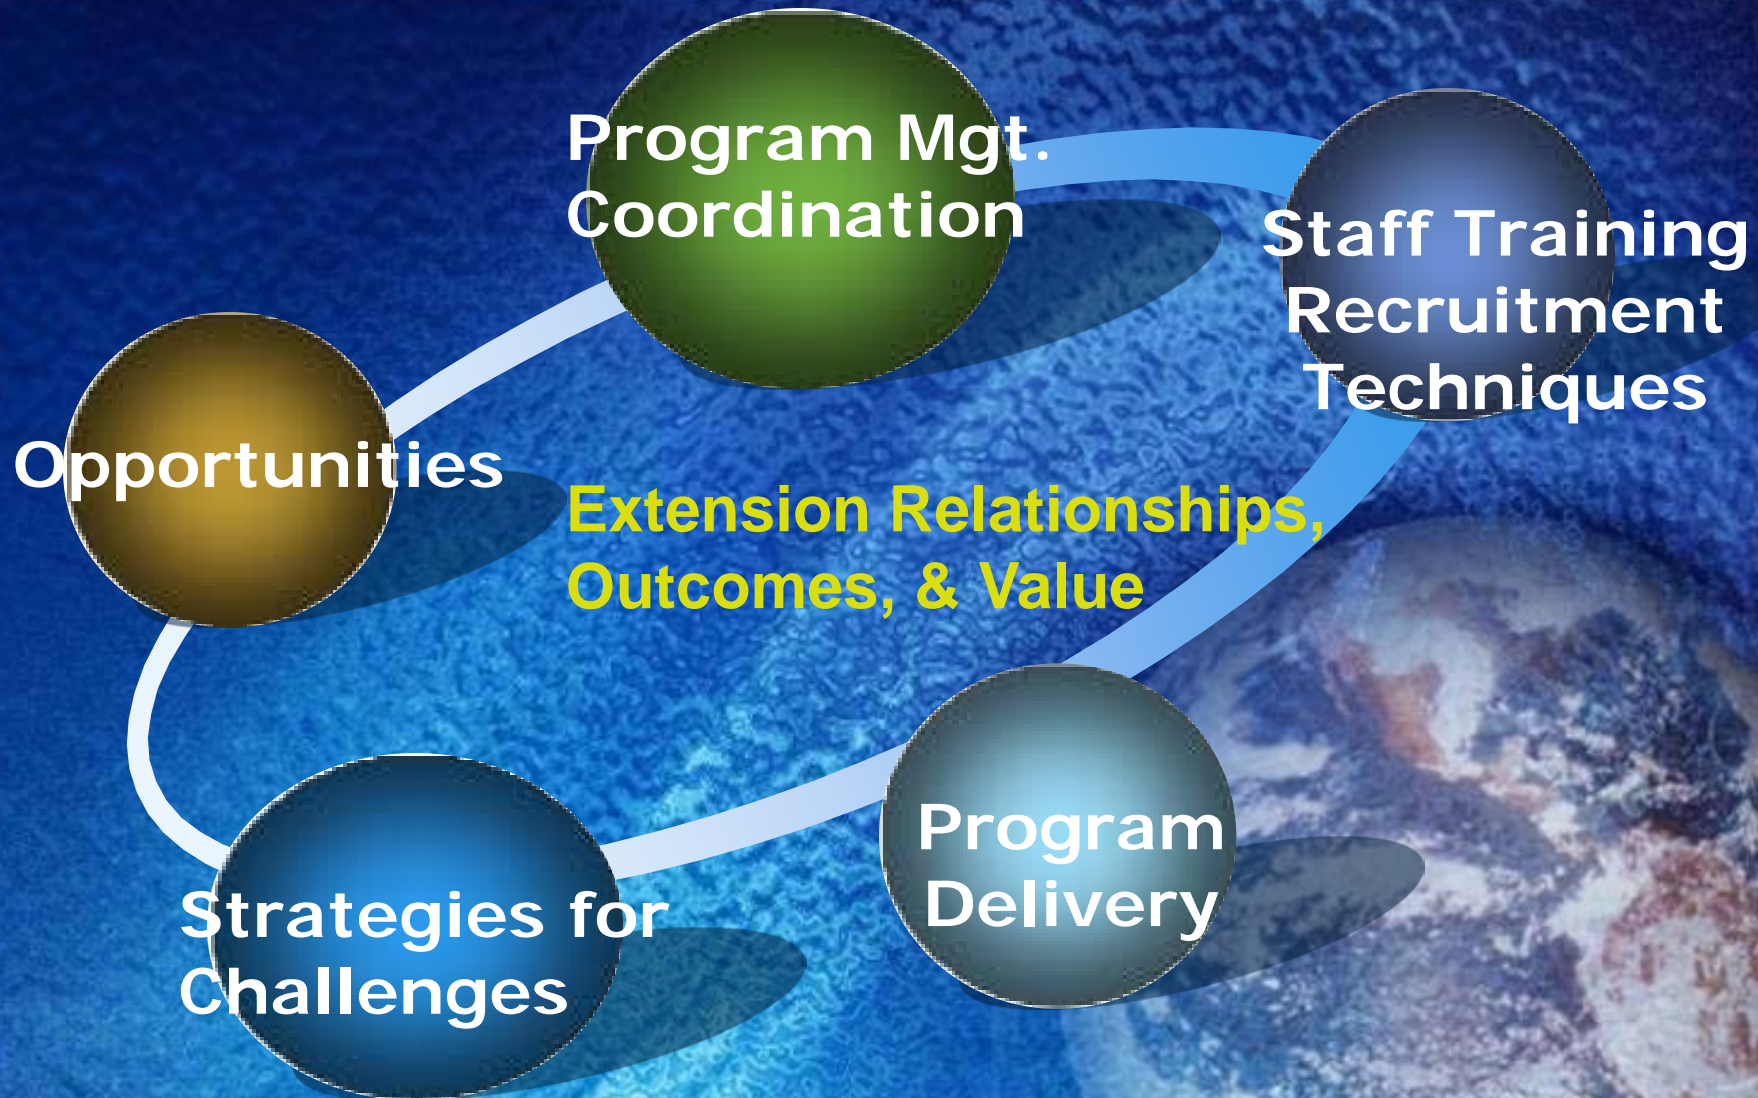 Program Mgt.
Coordination
Staff Training
Recruitment
Techniques
Opportunities
Extension Relationships,
Outcomes, & Value
Program
Delivery
Strategies for
Challenges